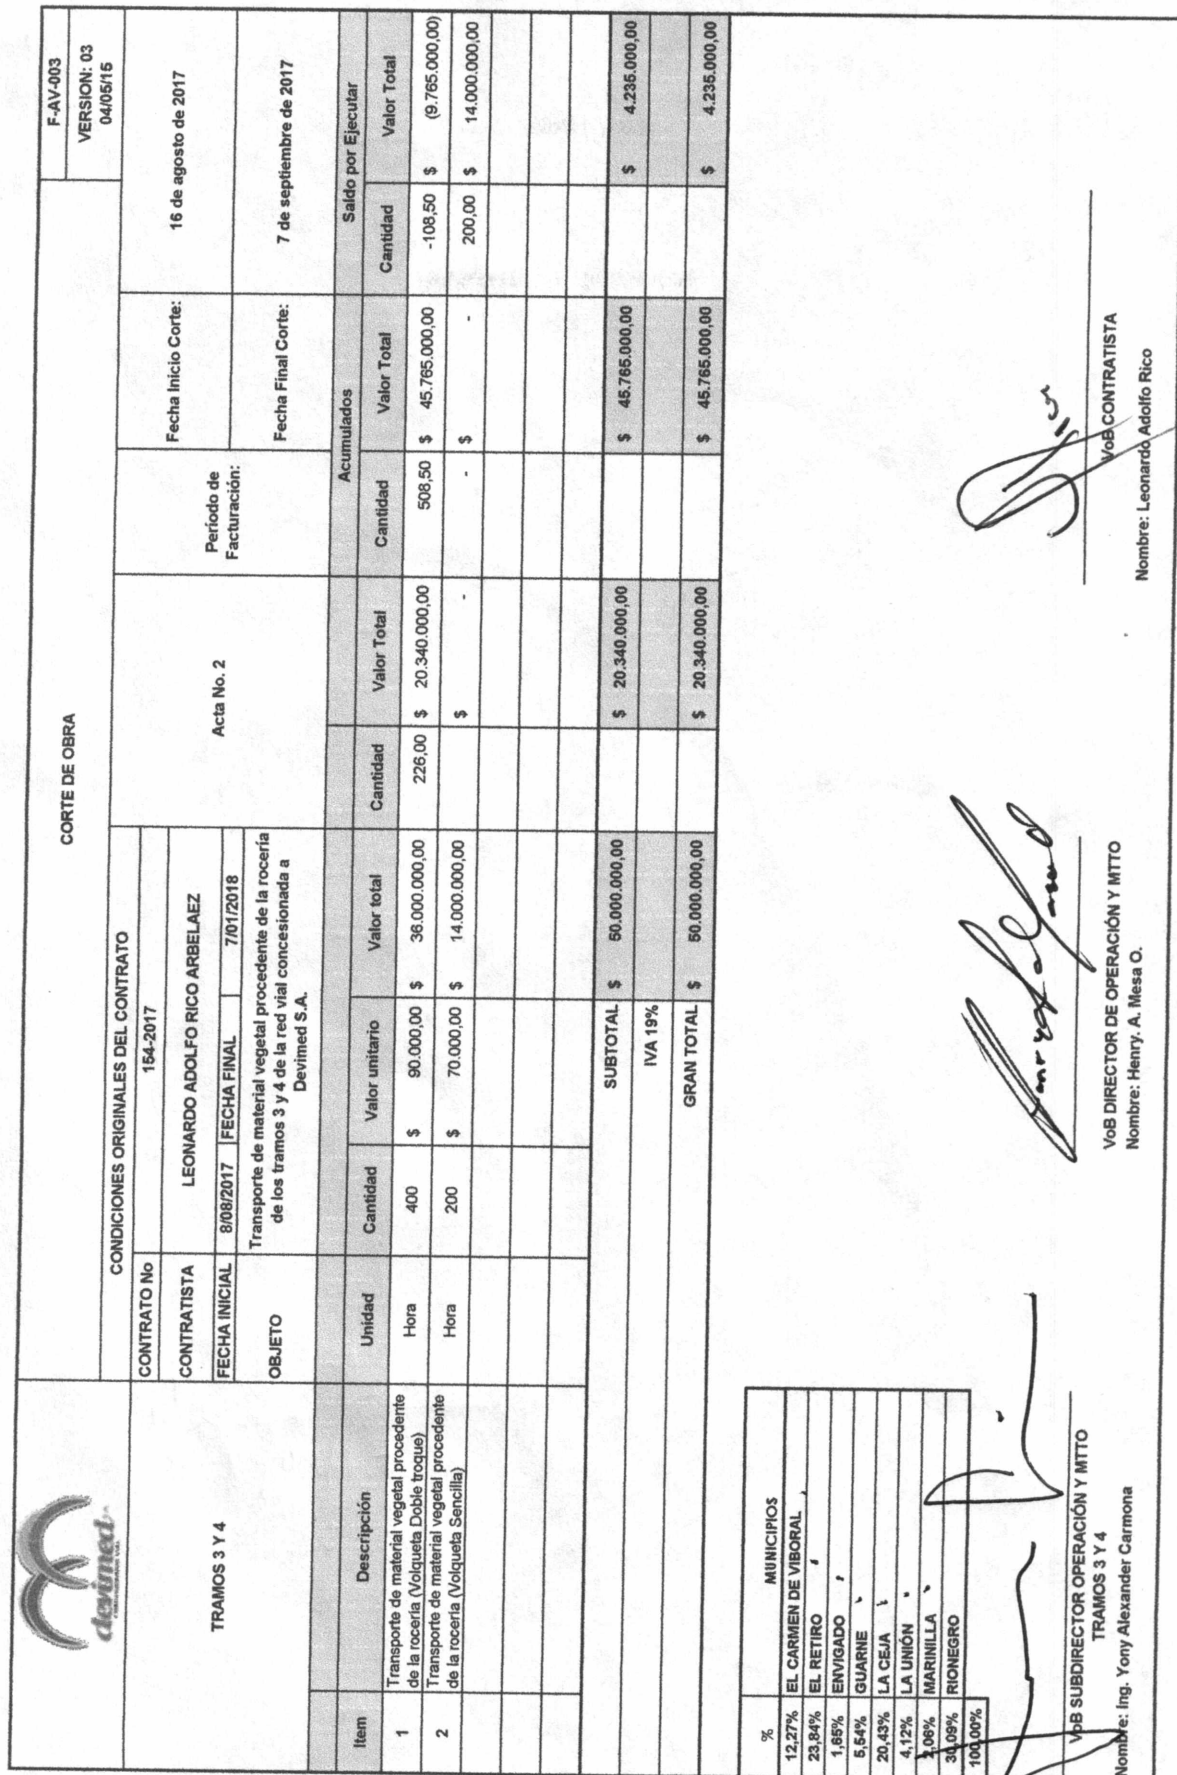 devimed
CORTE DE OBRA
F-AV-003
VERSION: 03
04/05/15
TRAMOS 3 Y 4
CONDICIONES ORIGINALES DEL CONTRATO
CONTRATO No 154-2017
CONTRATISTA LEONARDO ADOLFO RICO ARBELAEZ
FECHA INICIAL 8/08/2017 FECHA FINAL 7/01/2018
OBJETO Transporte de material vegetal procedente de la rocería
de los tramos 3 y 4 de la red vial concesionada a
Devimed S.A.
Acta No. 2
Período de
Facturación:
Fecha Inicio Corte: 16 de agosto de 2017
Fecha Final Corte: 7 de septiembre de 2017
Acumulados Saldo por Ejecutar
Item Descripción Unidad Cantidad Valor unitario Valor total Cantidad Valor Total Cantidad Valor Total Cantidad Valor Total
1 Transporte de material vegetal procedente
de la rocería (Volqueta Doble troque) Hora 400 $ 90.000,00 $ 36.000.000,00 226,00 $ 20.340.000,00 508,50 $ 45.765.000,00 -108,50 $ (9.765.000,00)
2 Transporte de material vegetal procedente
de la rocería (Volqueta Sencilla) Hora 200 $ 70.000,00 $ 14.000.000,00 $ - - $ - 200,00 $ 14.000.000,00
SUBTOTAL $ 50.000.000,00 $ 20.340.000,00 $ 45.765.000,00 $ 4.235.000,00
IVA 19%
GRAN TOTAL $ 50.000.000,00 $ 20.340.000,00 $ 45.765.000,00 $ 4.235.000,00
% MUNICIPIOS
12,27% EL CARMEN DE VIBORAL
23,84% EL RETIRO
1,65% ENVIGADO
5,54% GUARNE
20,43% LA CEJA
4,12% LA UNIÓN
2,06% MARINILLA
30,09% RIONEGRO
100,00%
VoB SUBDIRECTOR OPERACIÓN Y MTTO
TRAMOS 3 Y 4
Nombre: Ing. Yony Alexander Carmona
VoB DIRECTOR DE OPERACIÓN Y MTTO
Nombre: Henry. A. Mesa O.
VoB CONTRATISTA
Nombre: Leonardo Adolfo Rico